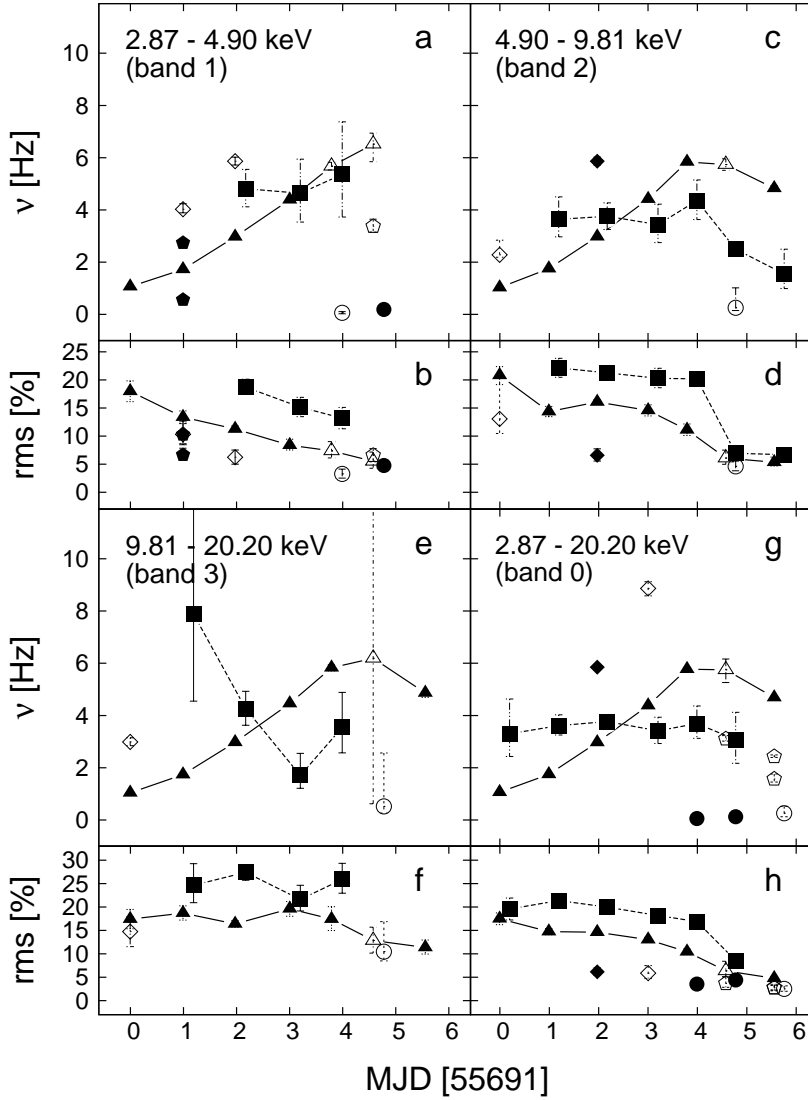 2.87 - 4.90 keV
(band 1)
a
ν [Hz]
10
8
6
4
2
0
4.90 - 9.81 keV
(band 2)
c
b
rms [%]
25
20
15
10
5
0
d
9.81 - 20.20 keV
(band 3)
e
ν [Hz]
10
8
6
4
2
0
2.87 - 20.20 keV
(band 0)
g
f
rms [%]
30
25
20
15
10
5
0
h
0 1 2 3 4 5 6 0 1 2 3 4 5 6
MJD [55691]